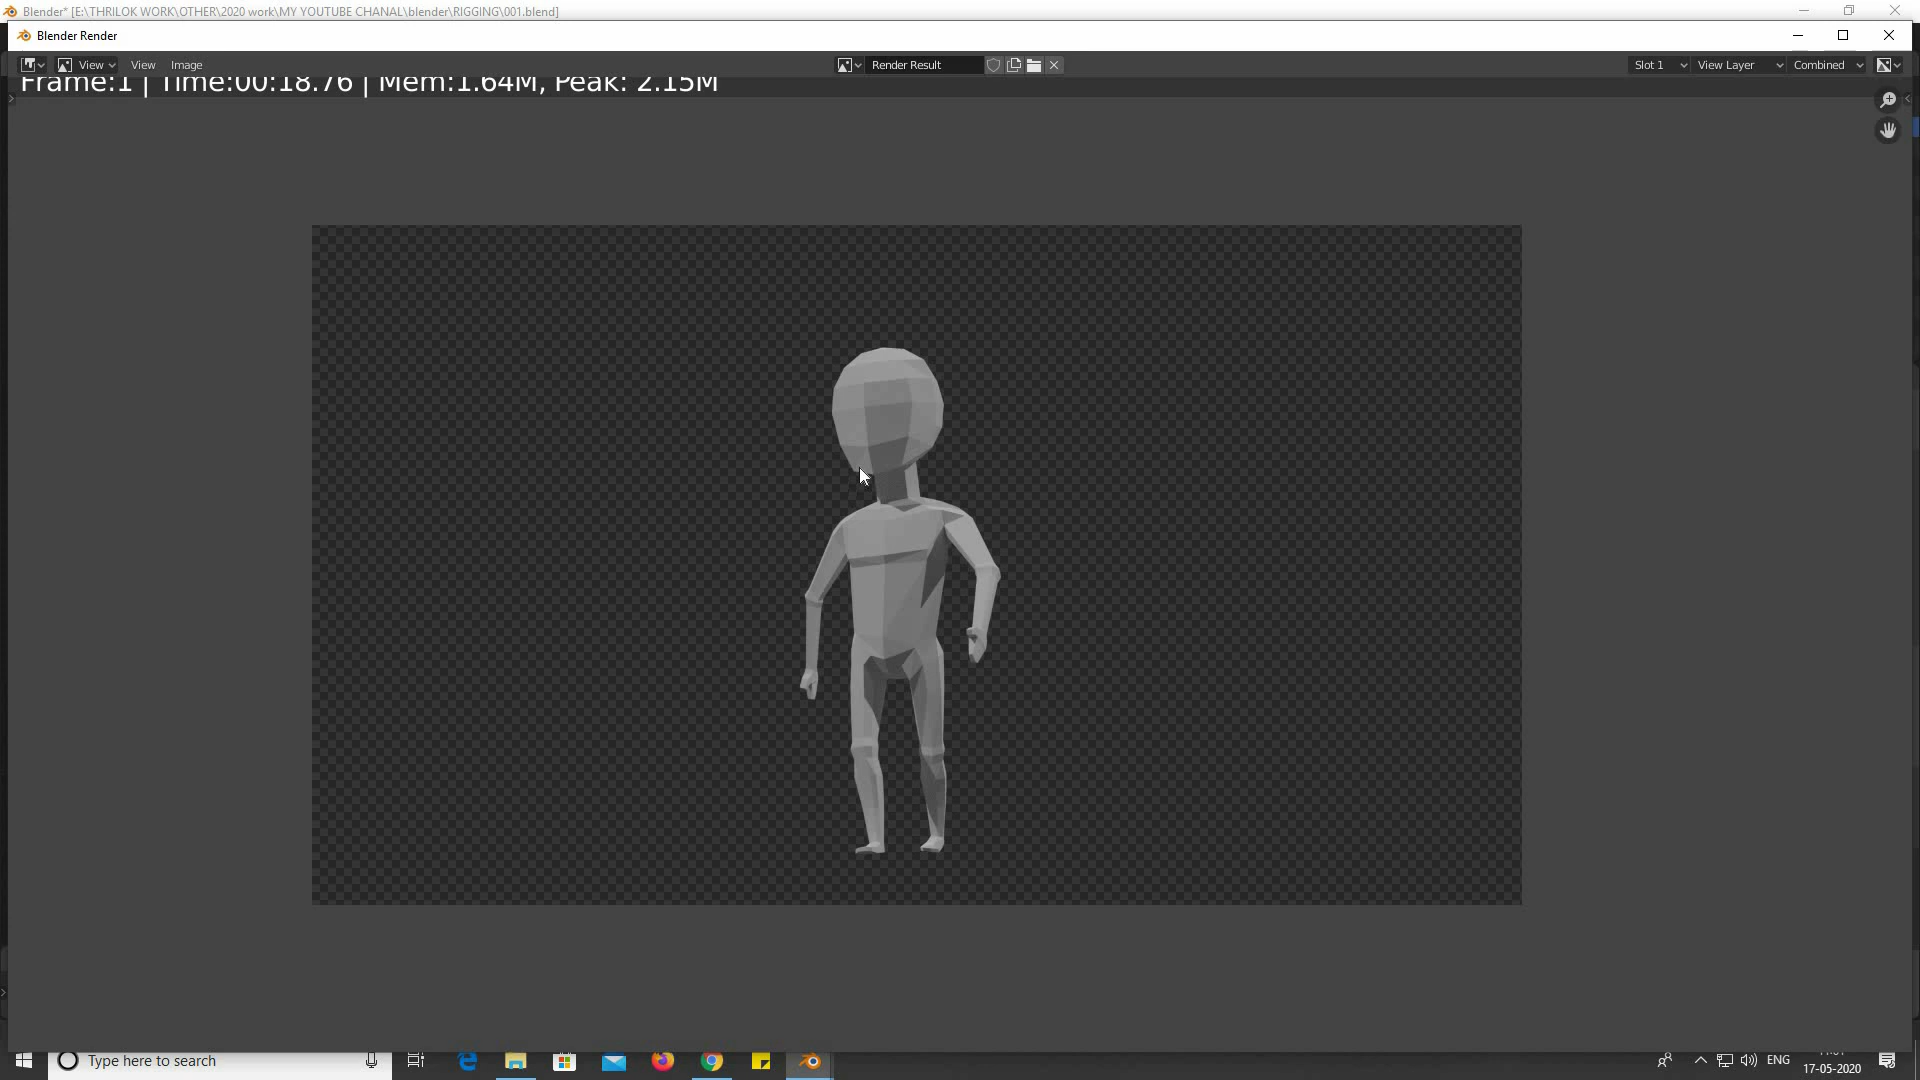 Blender* [E:\THRILOK WORK\OTHER\2020 work\MY YOUTUBE CHANAL\blender\RIGGING\001.blend]
Blender Render
View View Image Render Result Slot 1 View Layer Combined
Frame:1 | Time:00:18.76 | Mem:1.64M, Peak: 2.15M
Type here to search
ENG
17-05-2020